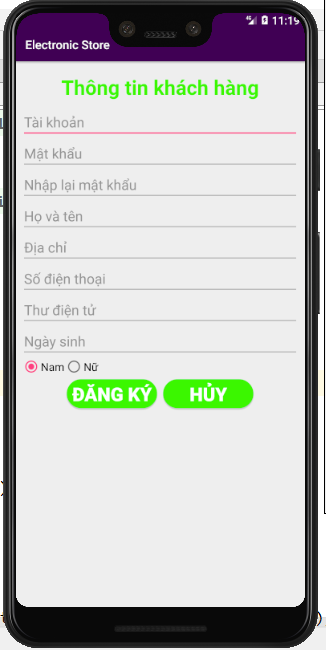 11:19
Electronic Store
Thông tin khách hàng
Tài khoản
Mật khẩu
Nhập lại mật khẩu
Họ và tên
Địa chỉ
Số điện thoại
Thư điện tử
Ngày sinh
Nam Nữ
ĐĂNG KÝ HỦY